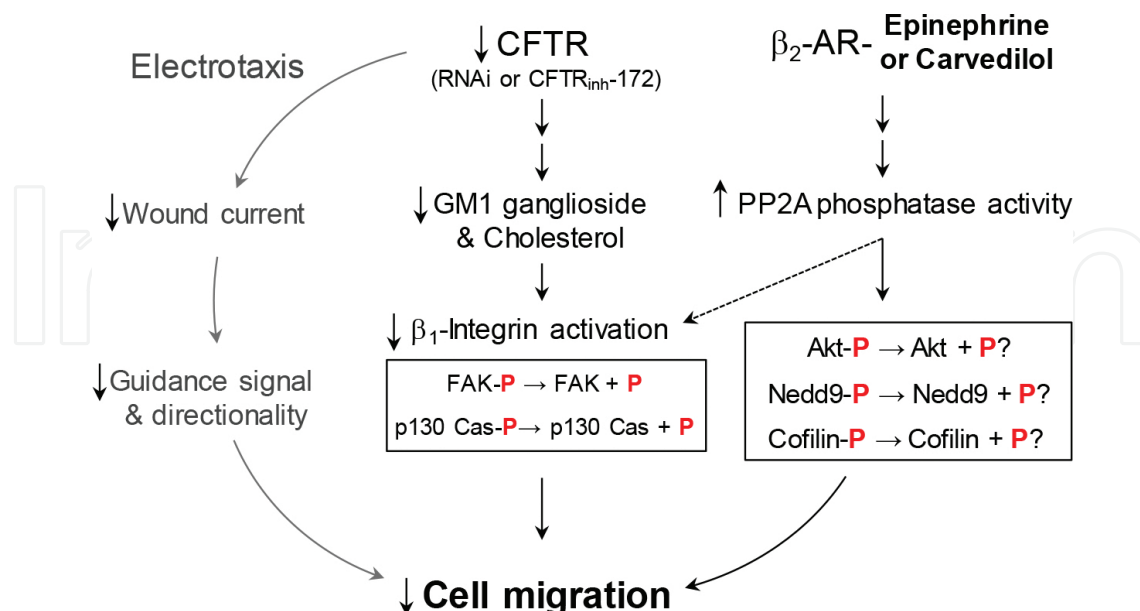 Electrotaxis
↓ Wound current
↓ Guidance signal
& directionality
↓ CFTR
(RNAi or CFTRinh-172)
↓ GM1 ganglioside
& Cholesterol
↓ β1-Integrin activation
FAK-P → FAK + P
p130 Cas-P → p130 Cas + P
β2-AR- Epinephrine
or Carvedilol
↑ PP2A phosphatase activity
Akt-P → Akt + P?
Nedd9-P → Nedd9 + P?
Cofilin-P → Cofilin + P?
↓ Cell migration